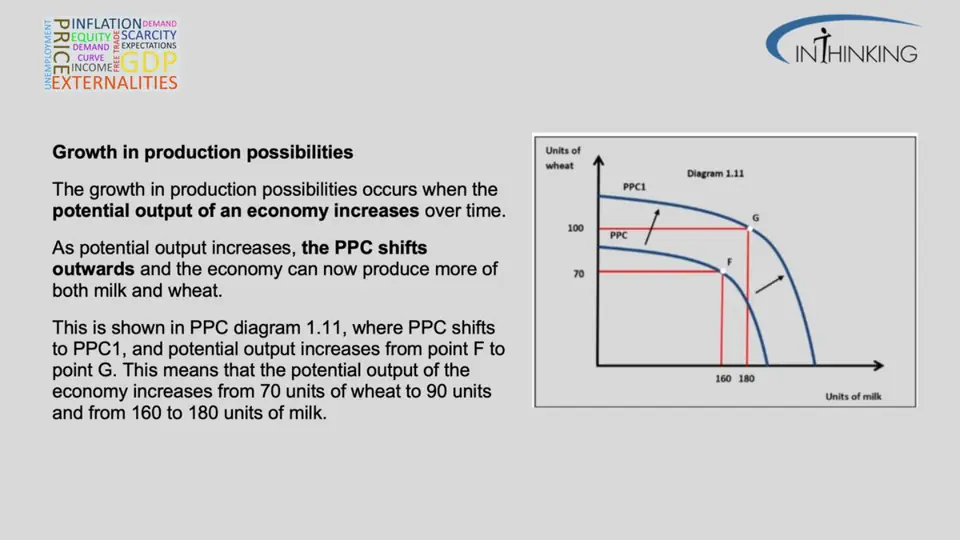 UNEMPLOYMENT
PRICE
INFLATION
DEMAND
EQUITY
FREE TRADE
SCARCITY
DEMAND
EXPECTATIONS
CURVE
GDP
INCOME
EXTERNALITIES
INTHINKING
Growth in production possibilities
The growth in production possibilities occurs when the
potential output of an economy increases over time.
As potential output increases, the PPC shifts
outwards and the economy can now produce more of
both milk and wheat.
This is shown in PPC diagram 1.11, where PPC shifts
to PPC1, and potential output increases from point F to
point G. This means that the potential output of the
economy increases from 70 units of wheat to 90 units
and from 160 to 180 units of milk.
Units of
wheat
Diagram 1.11
PPC1
G
100
PPC
F
70
160 180
Units of milk